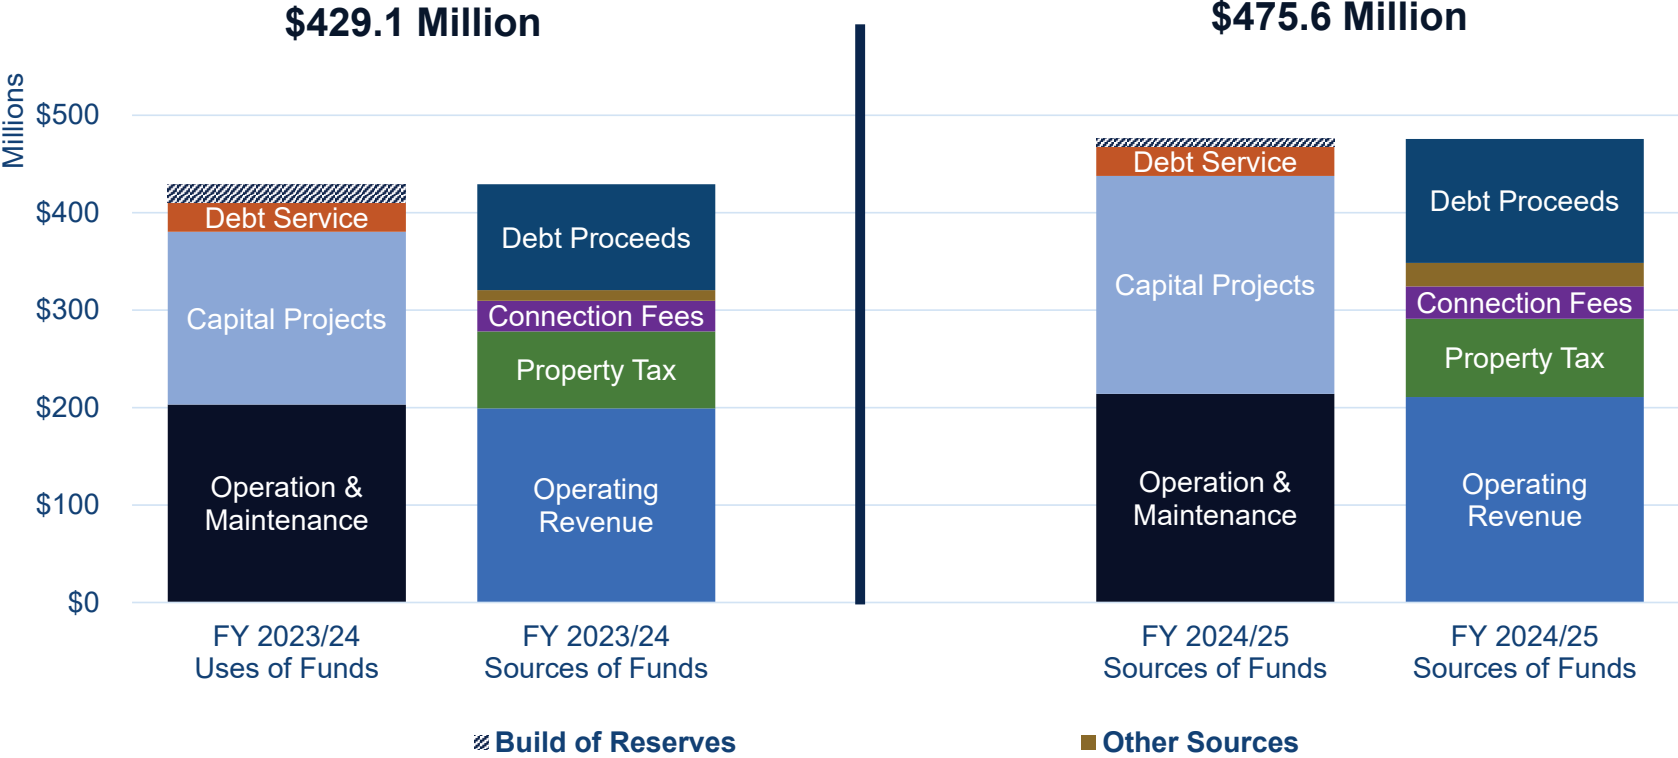 $429.1 Million
$475.6 Million
Millions
$500
$400
$300
$200
$100
$0
Debt Service
Capital Projects
Operation &
Maintenance
Debt Proceeds
Connection Fees
Property Tax
Operating
Revenue
Debt Service
Capital Projects
Operation &
Maintenance
Debt Proceeds
Connection Fees
Property Tax
Operating
Revenue
FY 2023/24
Uses of Funds
FY 2023/24
Sources of Funds
FY 2024/25
Sources of Funds
FY 2024/25
Sources of Funds
Build of Reserves
Other Sources